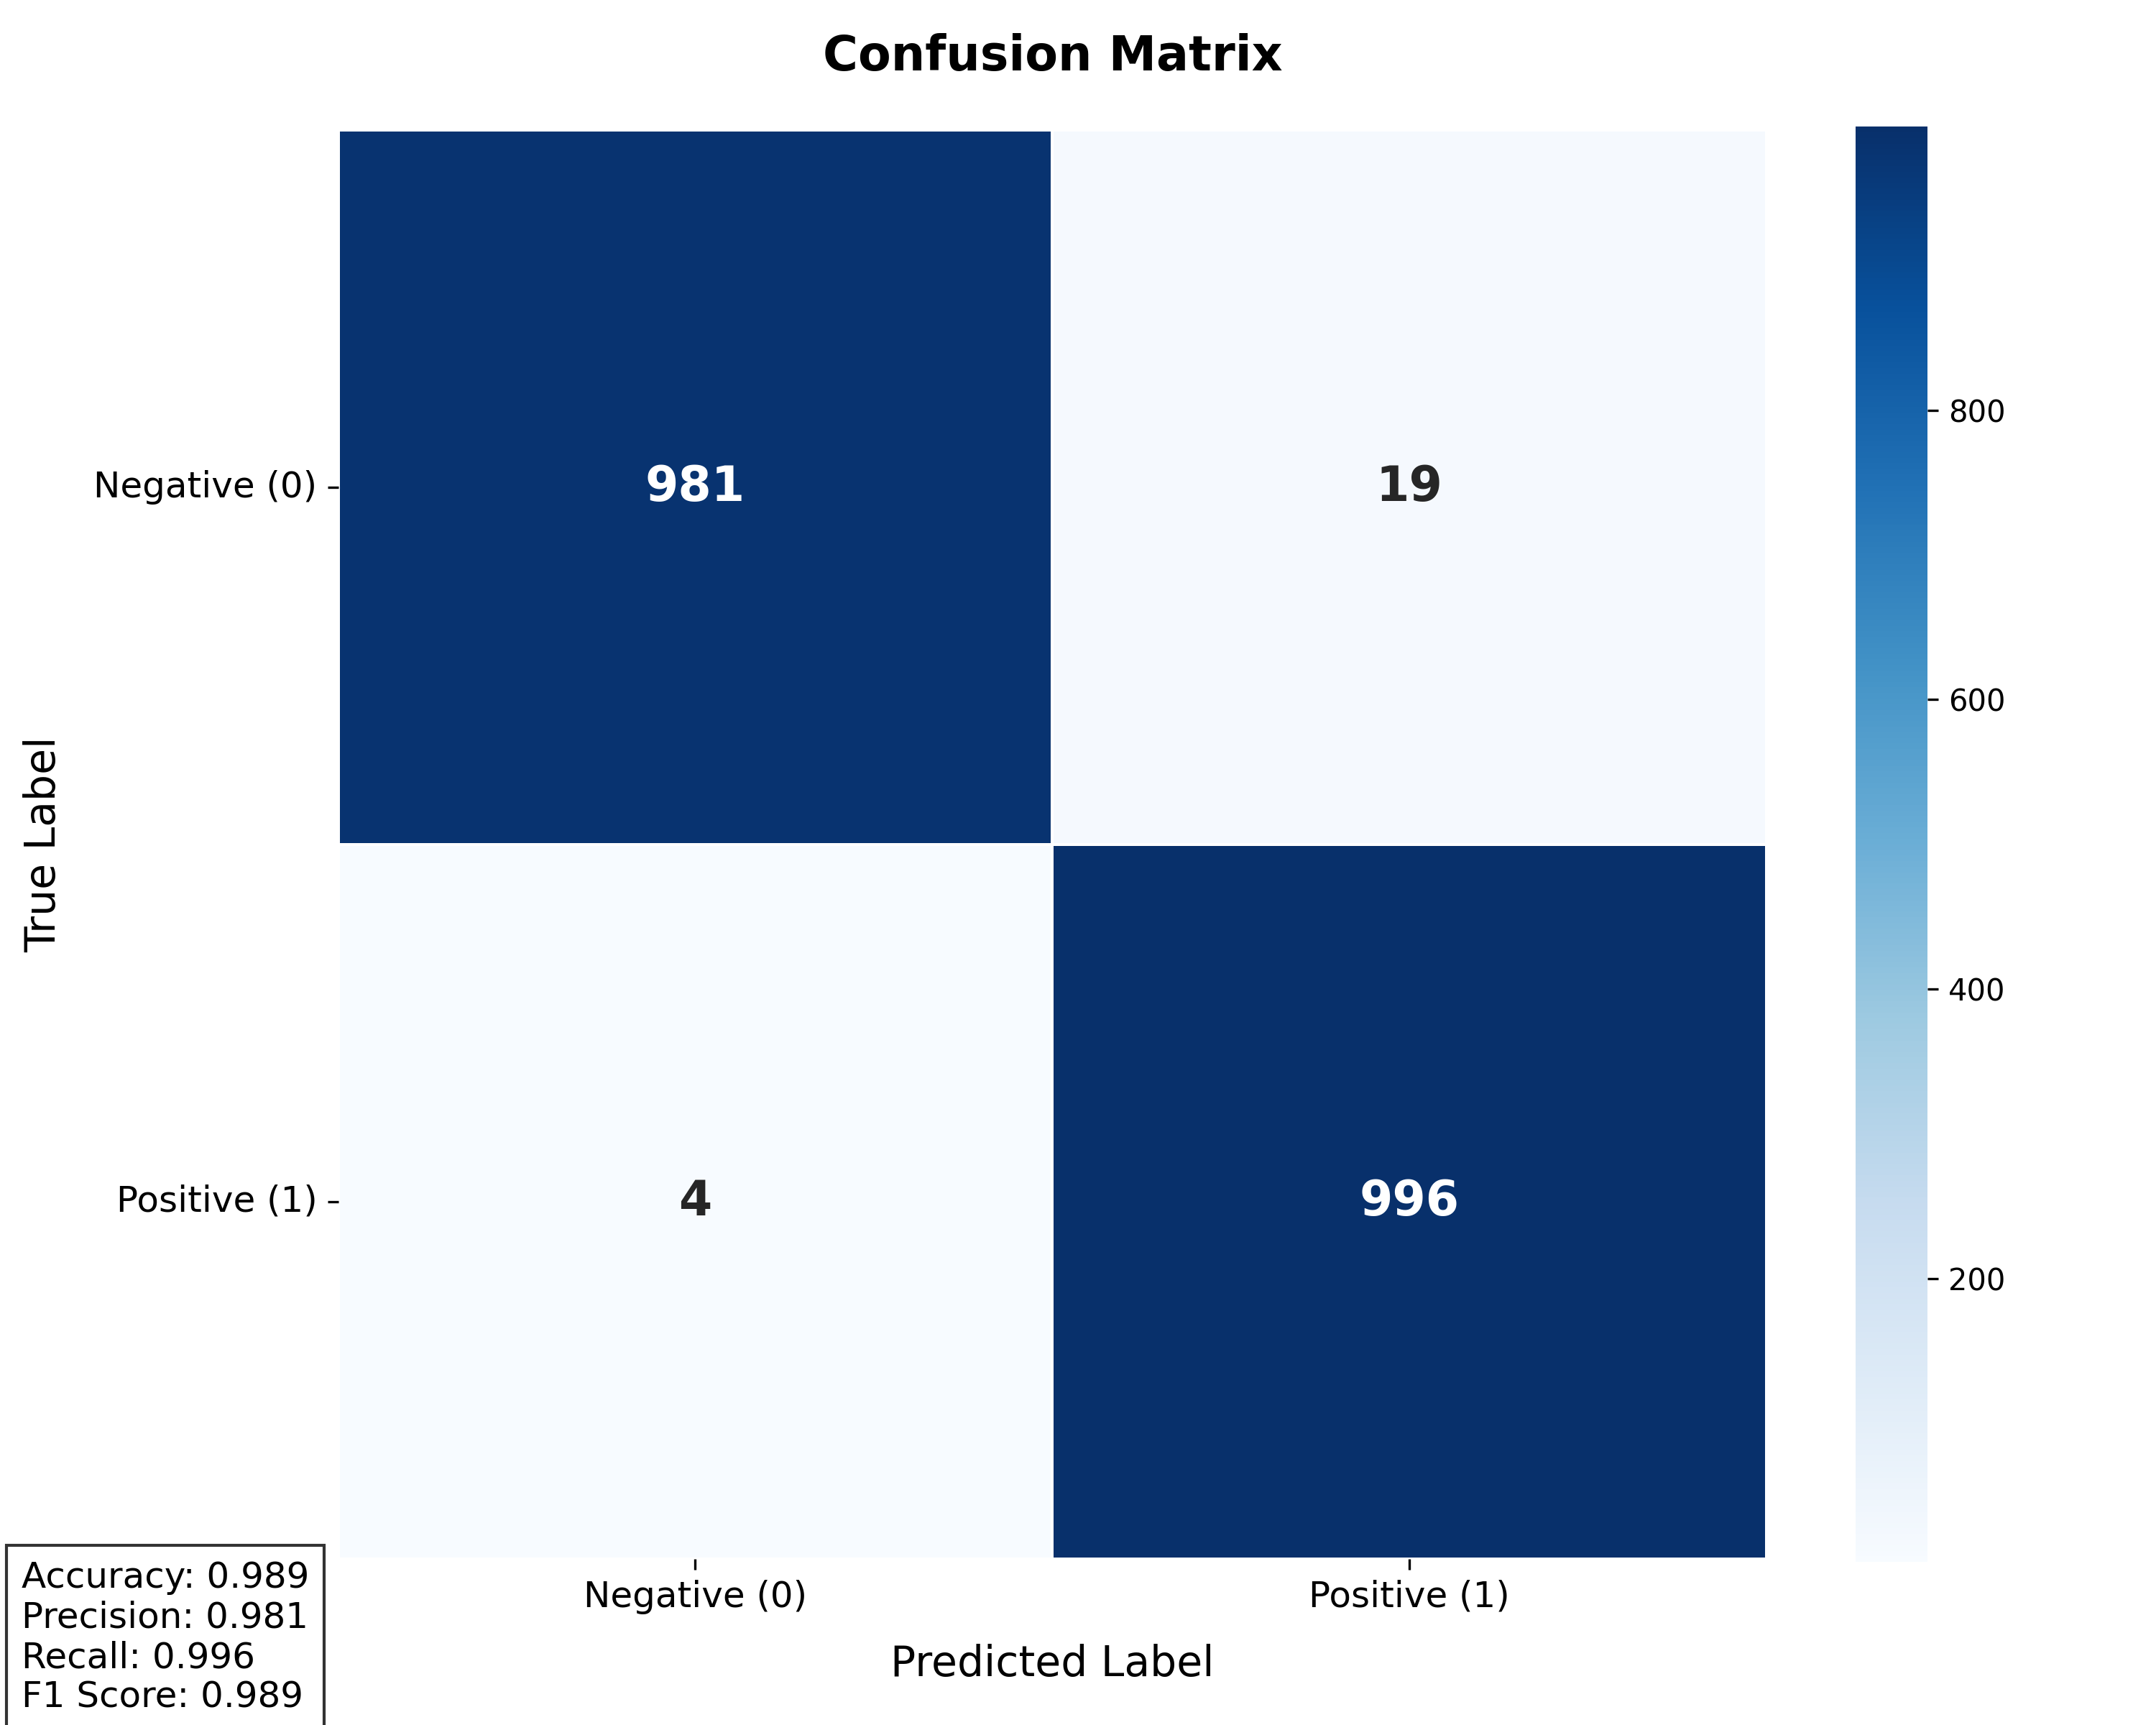 Confusion Matrix
Negative (0)
981
19
Positive (1)
4
996
True Label
Negative (0)
Positive (1)
Predicted Label
800
600
400
200
Accuracy: 0.989
Precision: 0.981
Recall: 0.996
F1 Score: 0.989